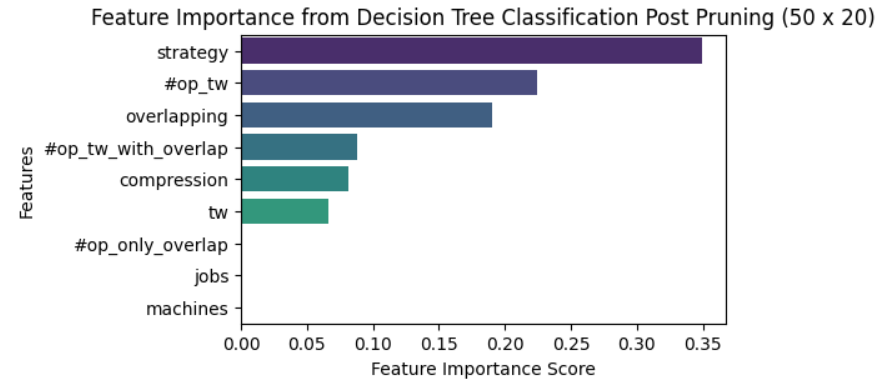 Feature Importance from Decision Tree Classification Post Pruning (50 x 20)
strategy
#op_tw
overlapping
#op_tw_with_overlap
compression
tw
#op_only_overlap
jobs
machines
Features
0.00 0.05 0.10 0.15 0.20 0.25 0.30 0.35
Feature Importance Score